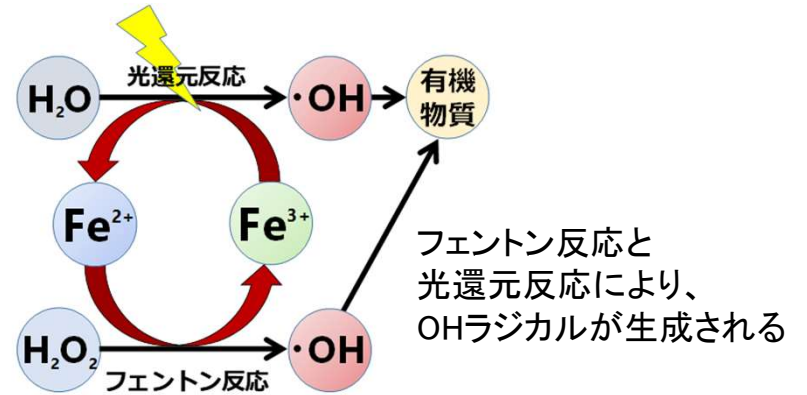 光還元反応
H₂O
・OH
有機
物質
Fe²⁺
Fe³⁺
フェントン反応と
光還元反応により、
OHラジカルが生成される
H₂O₂
・OH
フェントン反応